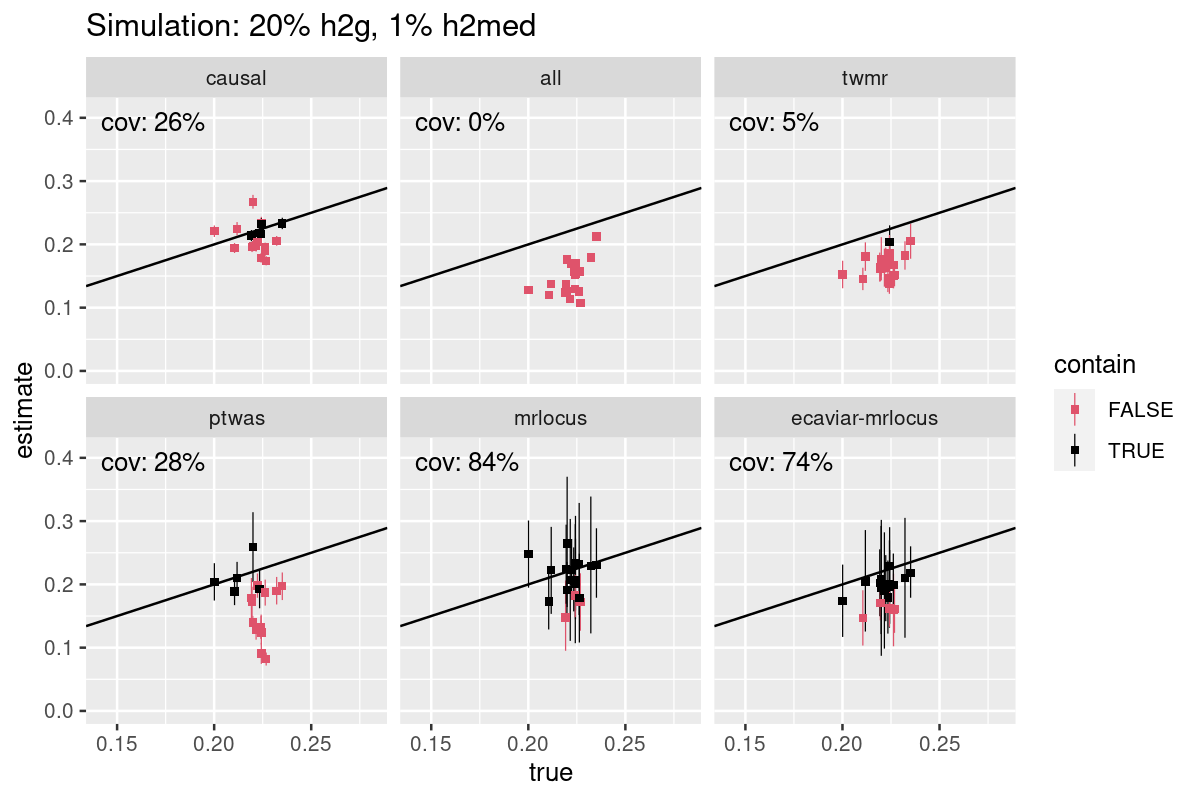 Simulation: 20% h2g, 1% h2med
causal all twmr
cov: 26% cov: 0% cov: 5%
0.4
0.3
0.2
0.1
0.0
ptwas mrlocus ecaviar-mrlocus
cov: 28% cov: 84% cov: 74%
0.4
0.3
0.2
0.1
0.0
0.15 0.20 0.25 0.15 0.20 0.25 0.15 0.20 0.25
true
estimate
contain
FALSE
TRUE